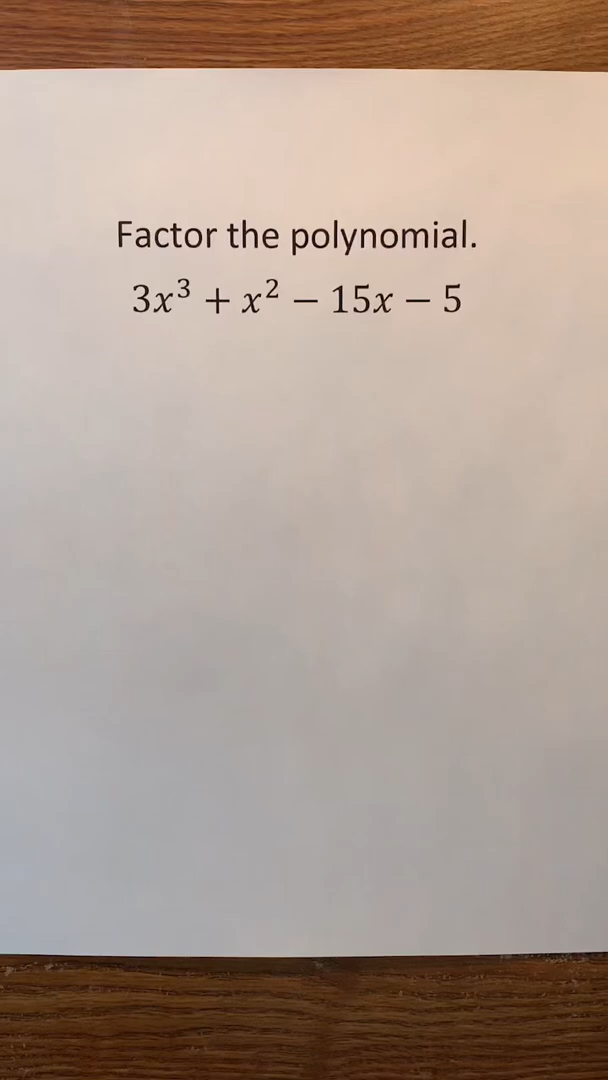 Factor the polynomial.
3x³ + x² − 15x − 5